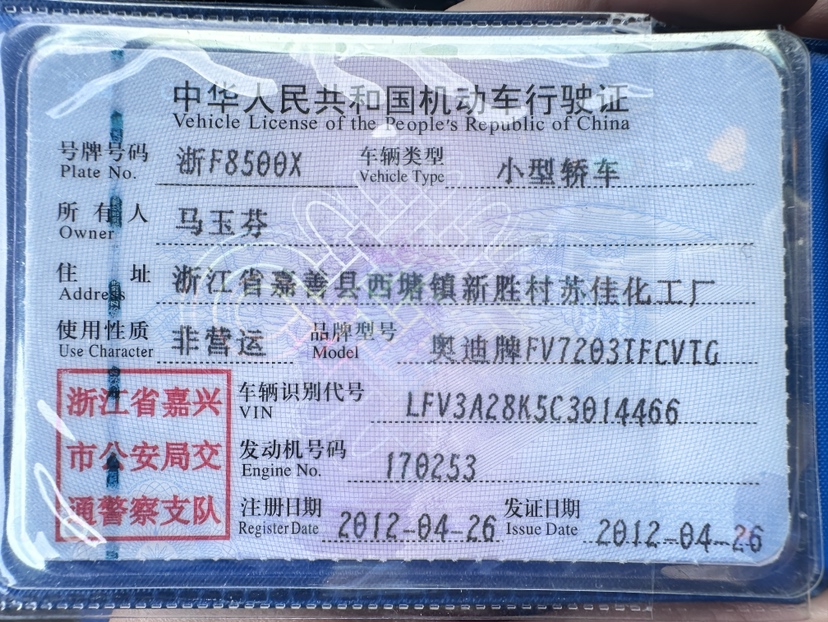 中华人民共和国机动车行驶证
Vehicle License of the People's Republic of China
号牌号码 浙F8500X 车辆类型 小型轿车
Plate No. Vehicle Type
所有人 马玉芬
Owner
住址 浙江省嘉善县西塘镇新胜村苏佳化工厂
Address
使用性质 非营运 品牌型号 奥迪牌FV7203TFCVTG
Use Character Model
浙江省嘉兴
市公安局交
通警察支队
车辆识别代号 LFV3A28K5C3014466
VIN
发动机号码 170253
Engine No.
注册日期 2012-04-26 发证日期 2012-04-26
Register Date Issue Date